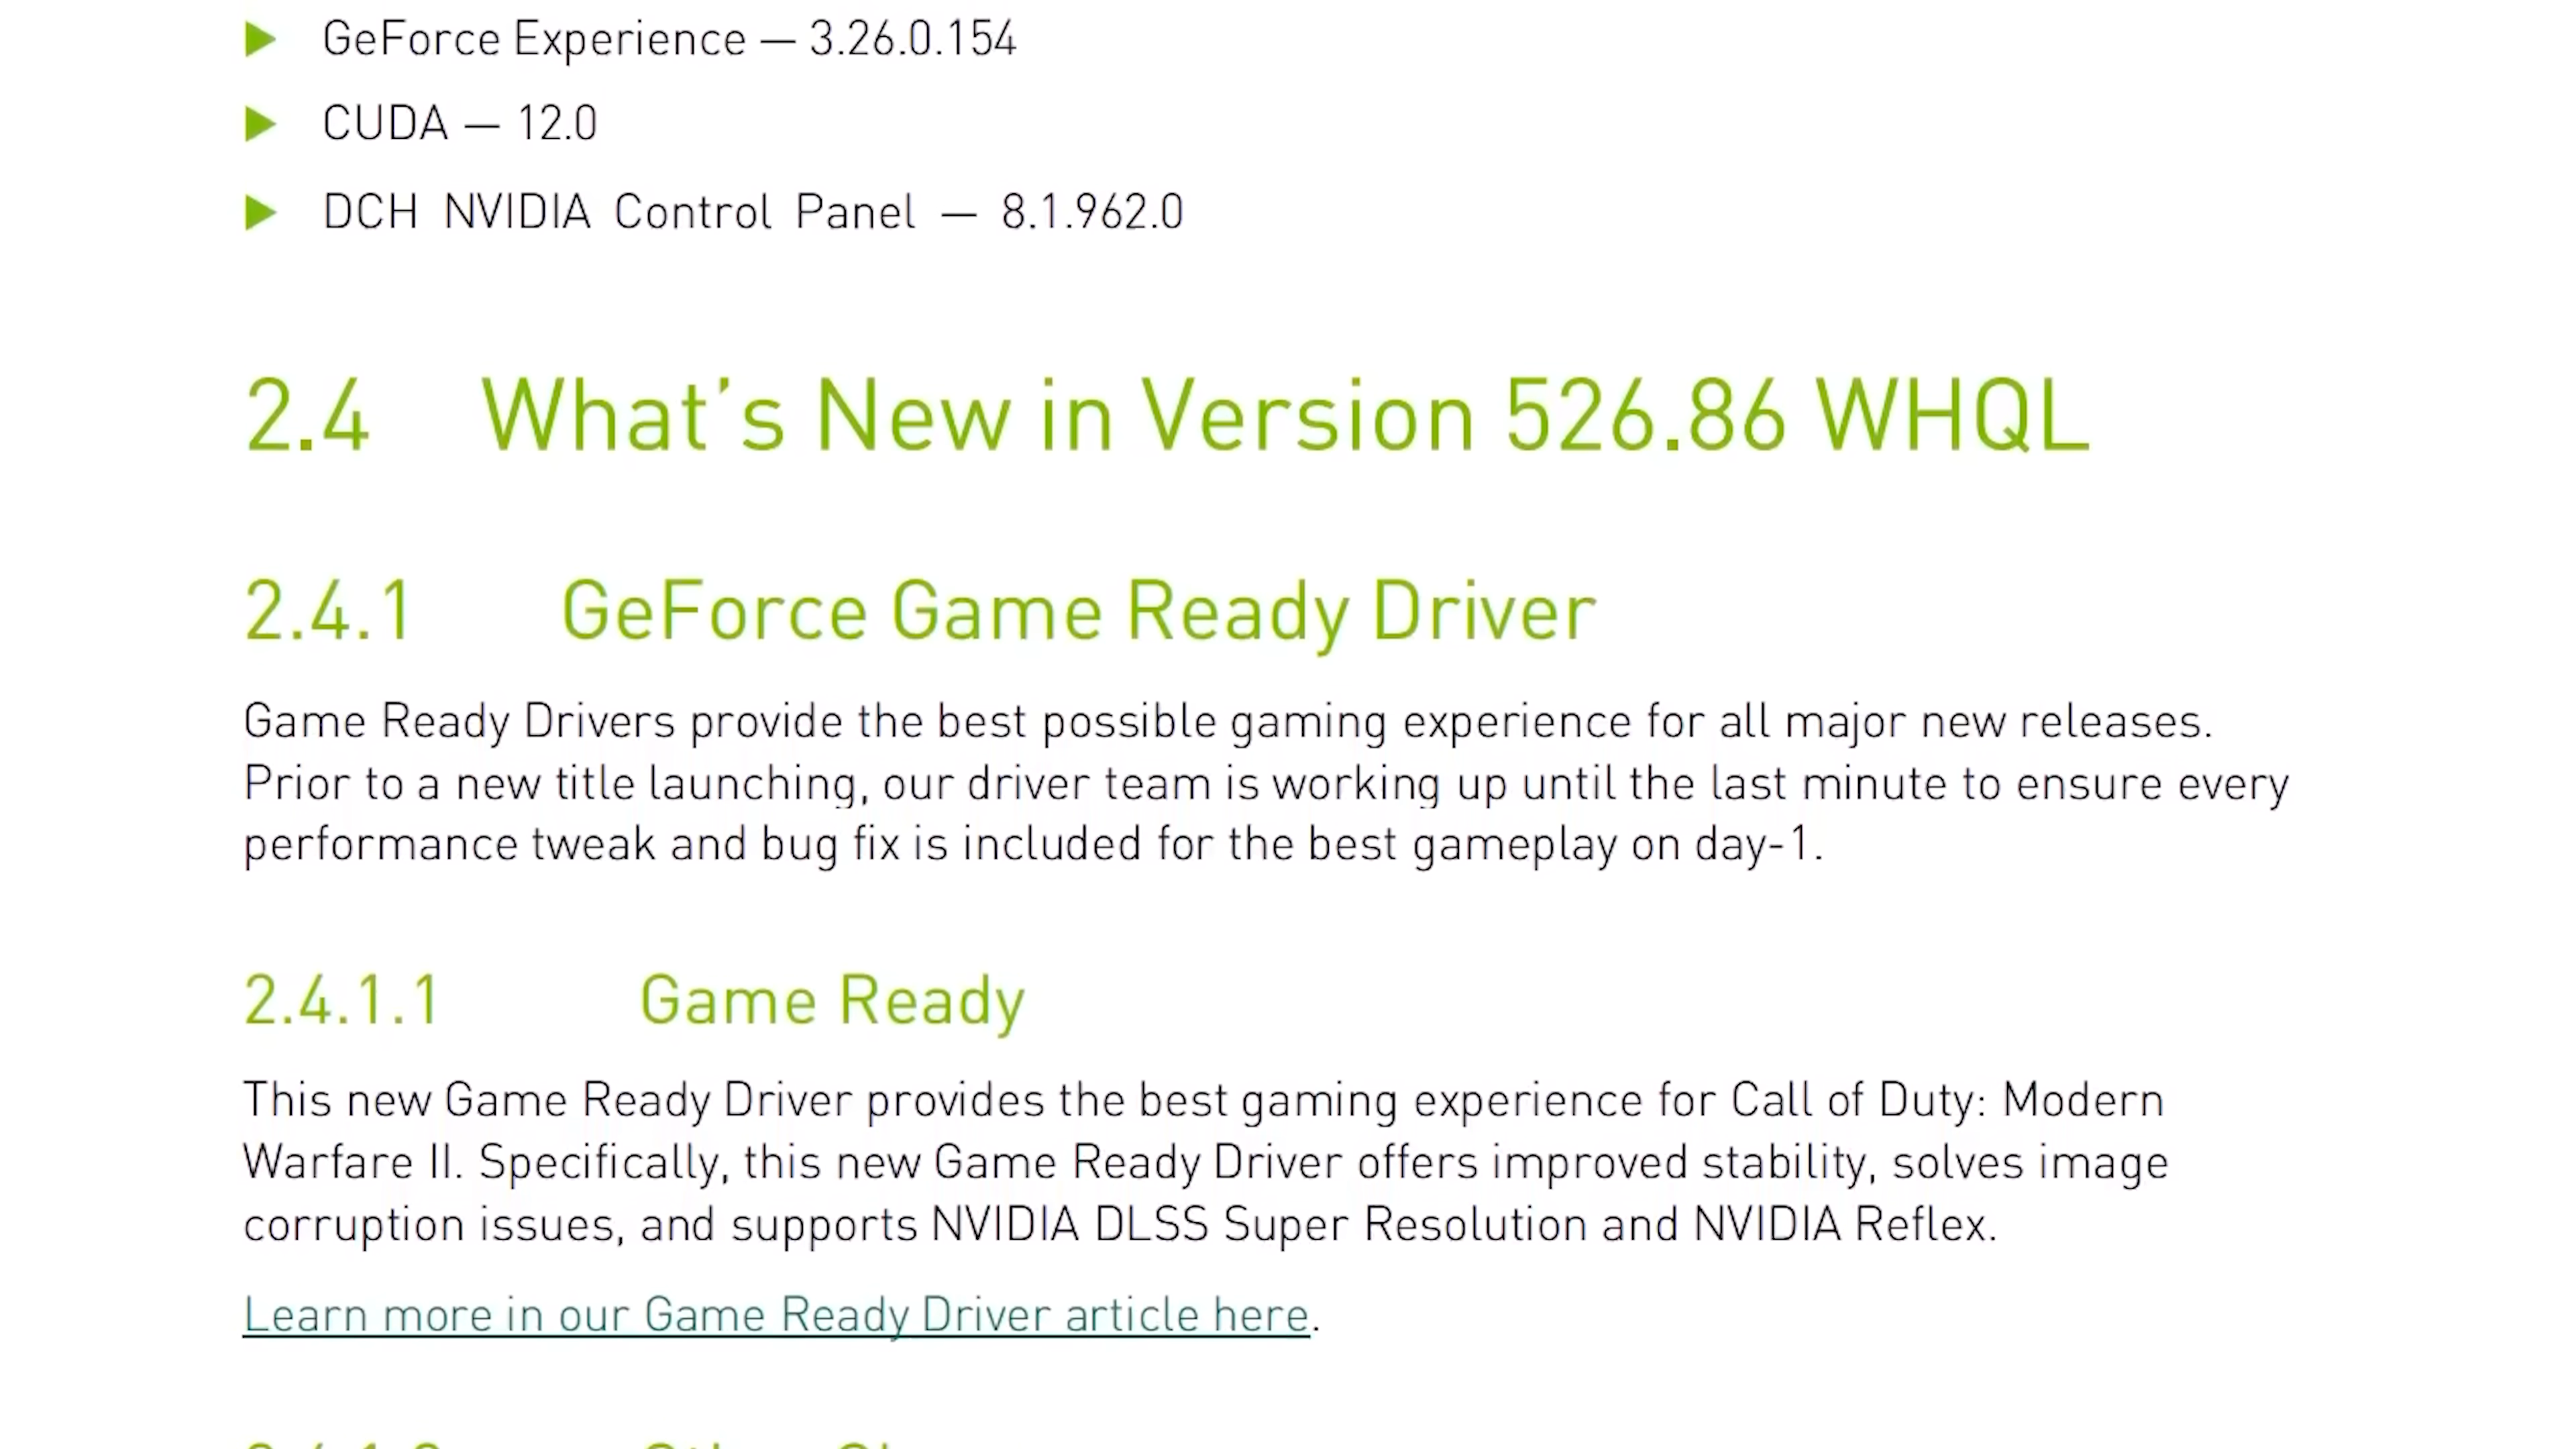 GeForce Experience — 3.26.0.154
CUDA — 12.0
DCH NVIDIA Control Panel — 8.1.962.0
2.4 What's New in Version 526.86 WHQL
2.4.1 GeForce Game Ready Driver
Game Ready Drivers provide the best possible gaming experience for all major new releases.
Prior to a new title launching, our driver team is working up until the last minute to ensure every
performance tweak and bug fix is included for the best gameplay on day-1.
2.4.1.1 Game Ready
This new Game Ready Driver provides the best gaming experience for Call of Duty: Modern
Warfare II. Specifically, this new Game Ready Driver offers improved stability, solves image
corruption issues, and supports NVIDIA DLSS Super Resolution and NVIDIA Reflex.
Learn more in our Game Ready Driver article here.